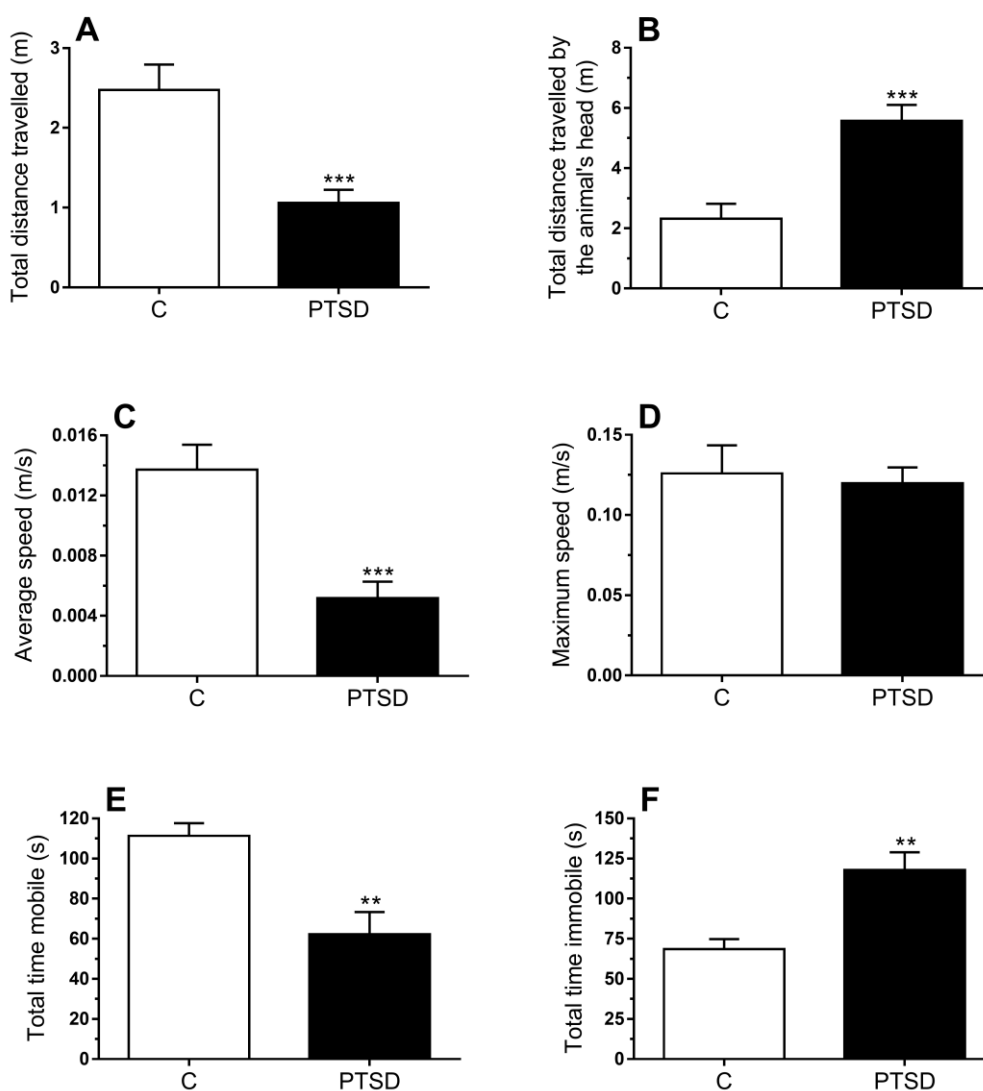 A
Total distance travelled (m)
3
2
1
0
***
C
PTSD
B
Total distance travelled by
the animal's head (m)
8
6
4
2
0
***
C
PTSD
C
Average speed (m/s)
0.016
0.012
0.008
0.004
0.000
***
C
PTSD
D
Maximum speed (m/s)
0.15
0.10
0.05
0.00
C
PTSD
E
Total time mobile (s)
120
100
80
60
40
20
0
**
C
PTSD
F
Total time immobile (s)
150
125
100
75
50
25
0
**
C
PTSD